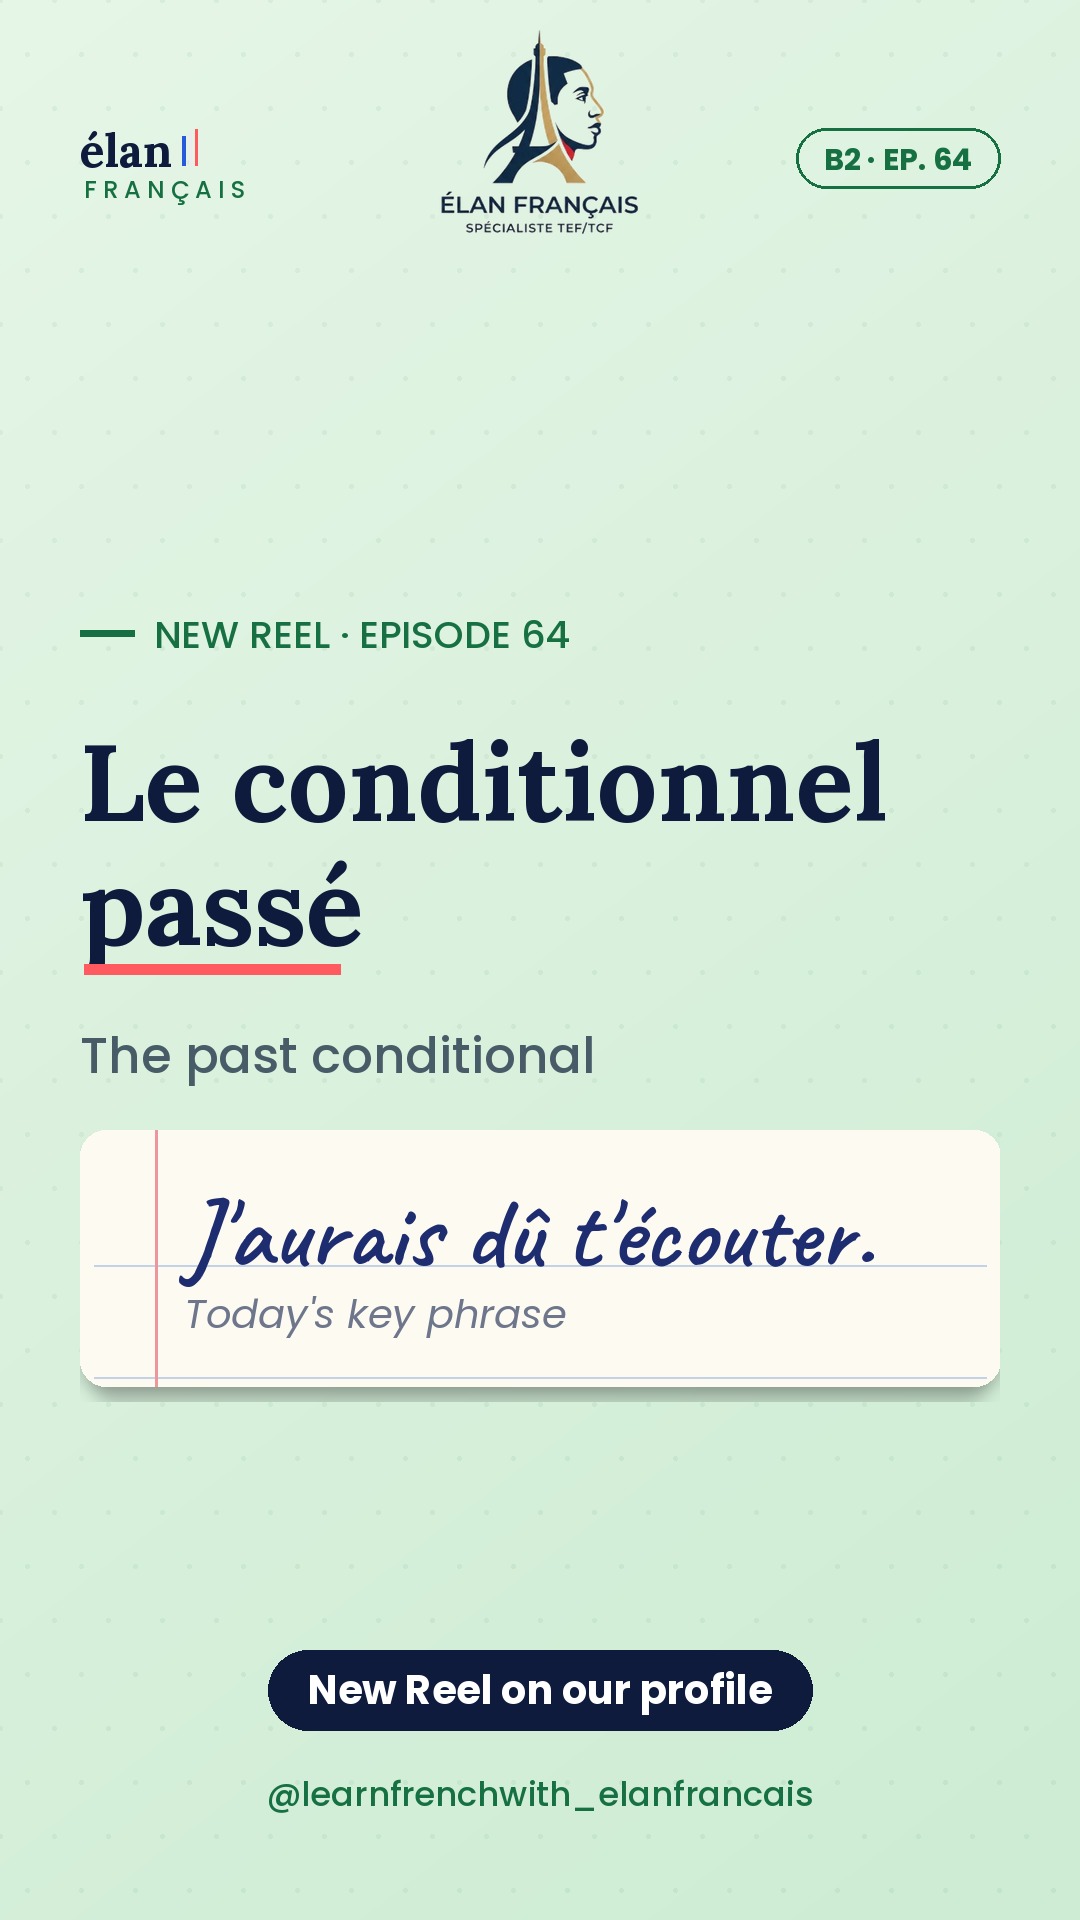 élan
FRANÇAIS
ÉLAN FRANÇAIS
SPÉCIALISTE TEF/TCF
B2 · EP. 64
NEW REEL · EPISODE 64
Le conditionnel
passé
The past conditional
J'aurais dû t'écouter.
Today's key phrase
New Reel on our profile
@learnfrenchwith_elanfrancais